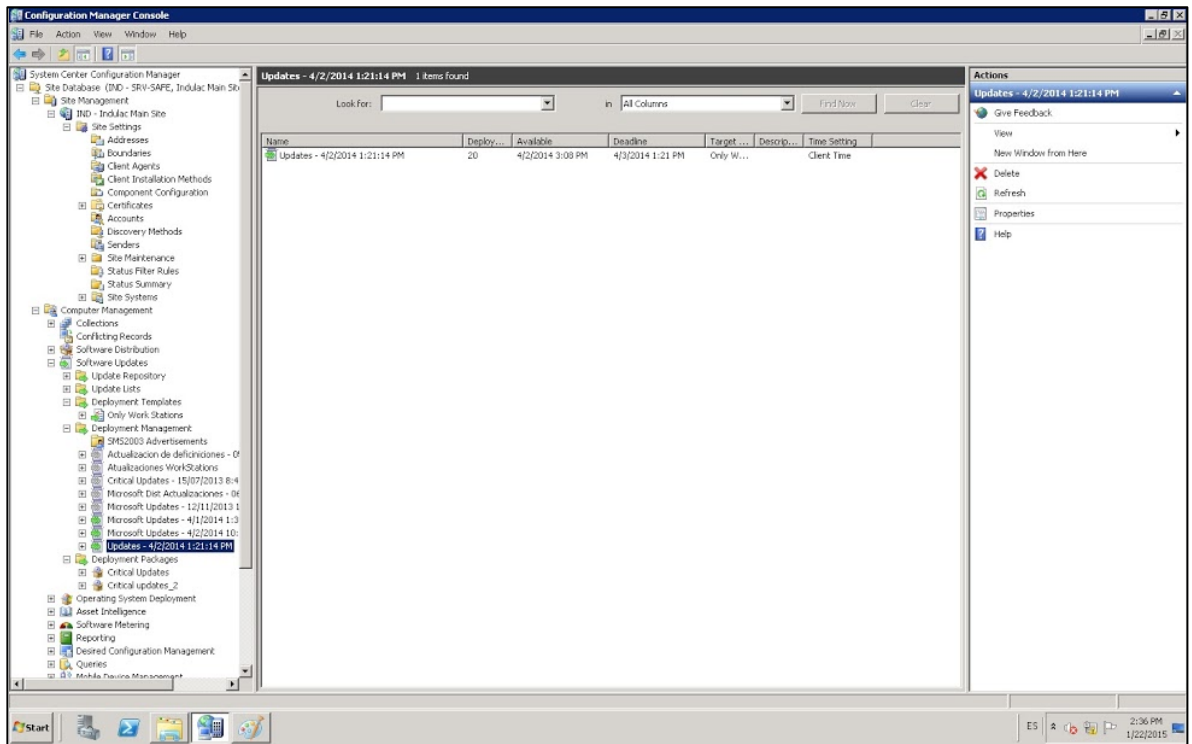 Configuration Manager Console
File Action View Window Help
System Center Configuration Manager
Site Database (IND - SRV-SAFE, Indulac Main Sit
Site Management
IND - Indulac Main Site
Site Settings
Addresses
Boundaries
Client Agents
Client Installation Methods
Component Configuration
Certificates
Accounts
Discovery Methods
Senders
Site Maintenance
Status Filter Rules
Status Summary
Site Systems
Computer Management
Collections
Conflicting Records
Software Distribution
Software Updates
Update Repository
Update Lists
Deployment Templates
Only Work Stations
Deployment Management
SMS2003 Advertisements
Actualizacion de deficiniciones - 0
Atualizaciones WorkStations
Critical Updates - 15/07/2013 8:4
Microsoft Dist Actualizaciones - 06
Microsoft Updates - 12/11/2013 1
Microsoft Updates - 4/1/2014 1:3
Microsoft Updates - 4/2/2014 10:
Updates - 4/2/2014 1:21:14 PM
Deployment Packages
Critical Updates
Critical updates_2
Operating System Deployment
Asset Intelligence
Software Metering
Reporting
Desired Configuration Management
Queries
Mobile Device Management
Updates - 4/2/2014 1:21:14 PM 1 items found
Look for: in All Columns Find Now Clear
Name Deploy... Available Deadline Target ... Descrip... Time Setting
Updates - 4/2/2014 1:21:14 PM 20 4/2/2014 3:08 PM 4/3/2014 1:21 PM Only W... Client Time
Actions
Updates - 4/2/2014 1:21:14 PM
Give Feedback
View
New Window from Here
Delete
Refresh
Properties
Help
Start
ES
2:36 PM
1/22/2015